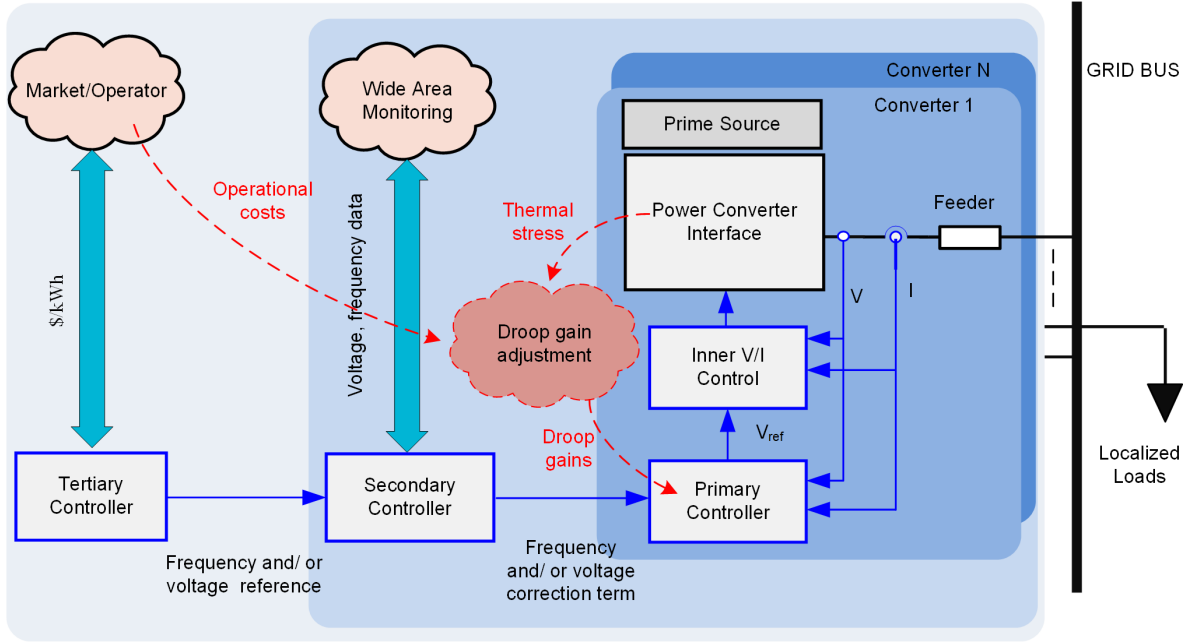 Market/Operator
Operational
costs
$/kWh
Tertiary
Controller
Frequency and/ or
voltage reference
Wide Area
Monitoring
Voltage, frequency data
Secondary
Controller
Frequency
and/ or voltage
correction term
Thermal
stress
Droop gain
adjustment
Droop
gains
Converter N
Converter 1
Prime Source
Power Converter
Interface
Inner V/I
Control
Vref
Primary
Controller
V
I
Feeder
GRID BUS
Localized
Loads